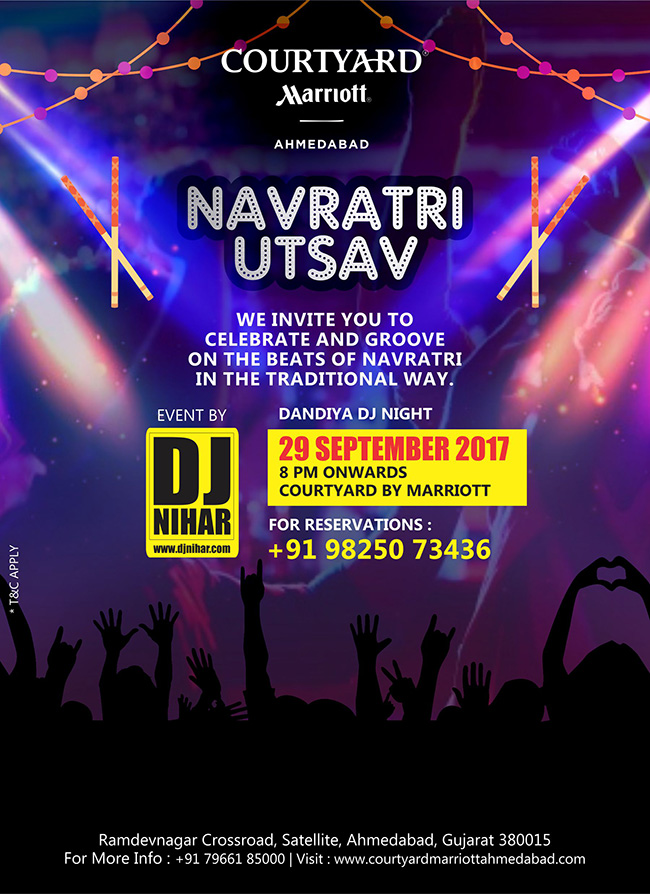 COURTYARD®
Marriott®
AHMEDABAD
NAVRATRI
UTSAV
WE INVITE YOU TO
CELEBRATE AND GROOVE
ON THE BEATS OF NAVRATRI
IN THE TRADITIONAL WAY.
EVENT BY
DJ
NIHAR
www.djnihar.com
DANDIYA DJ NIGHT
29 SEPTEMBER 2017
8 PM ONWARDS
COURTYARD BY MARRIOTT
FOR RESERVATIONS :
+91 98250 73436
* T&C APPLY
Ramdevnagar Crossroad, Satellite, Ahmedabad, Gujarat 380015
For More Info : +91 79661 85000 | Visit : www.courtyardmarriottahmedabad.com